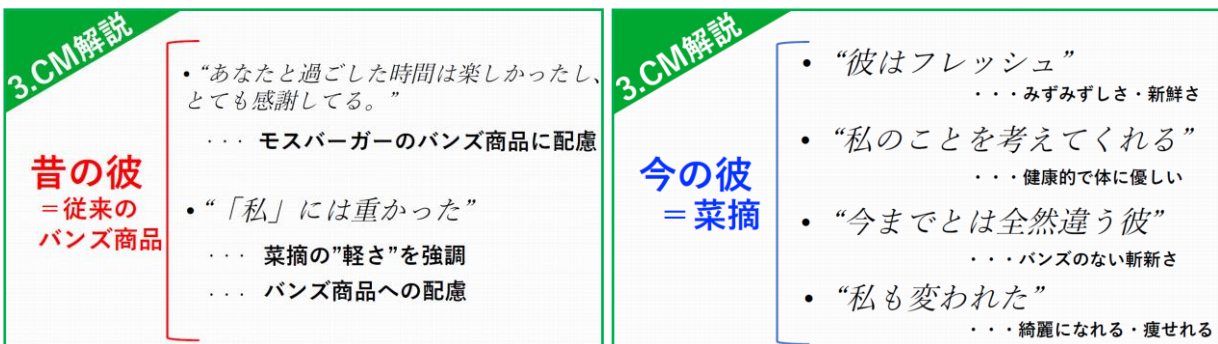 3.CM解説
昔の彼
＝従来の
バンズ商品
• “あなたと過ごした時間は楽しかったし、
とても感謝してる。”
・・・ モスバーガーのバンズ商品に配慮
• “「私」には重かった”
・・・ 菜摘の”軽さ”を強調
・・・ バンズ商品への配慮
3.CM解説
今の彼
＝菜摘
• “彼はフレッシュ”
・・・みずみずしさ・新鮮さ
• “私のことを考えてくれる”
・・・健康的で体に優しい
• “今までとは全然違う彼”
・・・バンズのない斬新さ
• “私も変われた”
・・・綺麗になれる・痩せれる